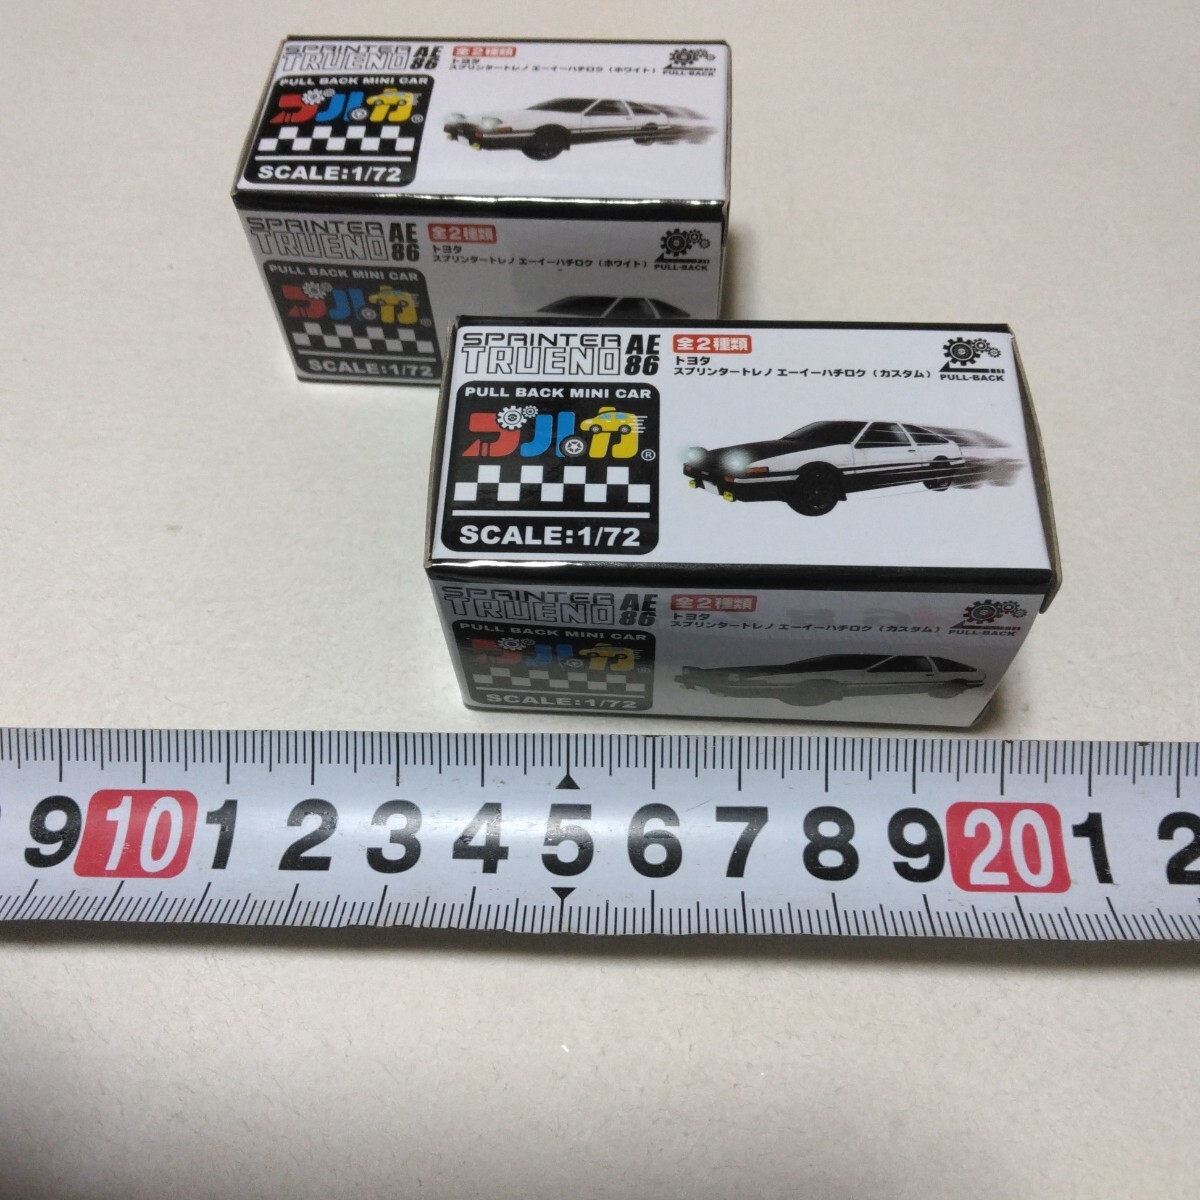 SPRINTER
TRUENO
AE
86
全2種類
トヨタ
スプリンタートレノ エーイーハチロク(ホワイト)
PULL-BACK
PULL BACK MINI CAR
プルカ®
SCALE:1/72
SPRINTER
TRUENO
AE
86
全2種類
トヨタ
スプリンタートレノ エーイーハチロク(ホワイト)
PULL-BACK
PULL BACK MINI CAR
プルカ®
SCALE:1/72
SPRINTER
TRUENO
AE
86
全2種類
トヨタ
スプリンタートレノ エーイーハチロク(カスタム)
PULL-BACK
PULL BACK MINI CAR
プルカ®
SCALE:1/72
SPRINTER
TRUENO
AE
86
全2種類
トヨタ
スプリンタートレノ エーイーハチロク(カスタム)
PULL-BACK
PULL BACK MINI CAR
プルカ®
SCALE:1/72
9 10 1 2 3 4 5 6 7 8 9 20 1 2